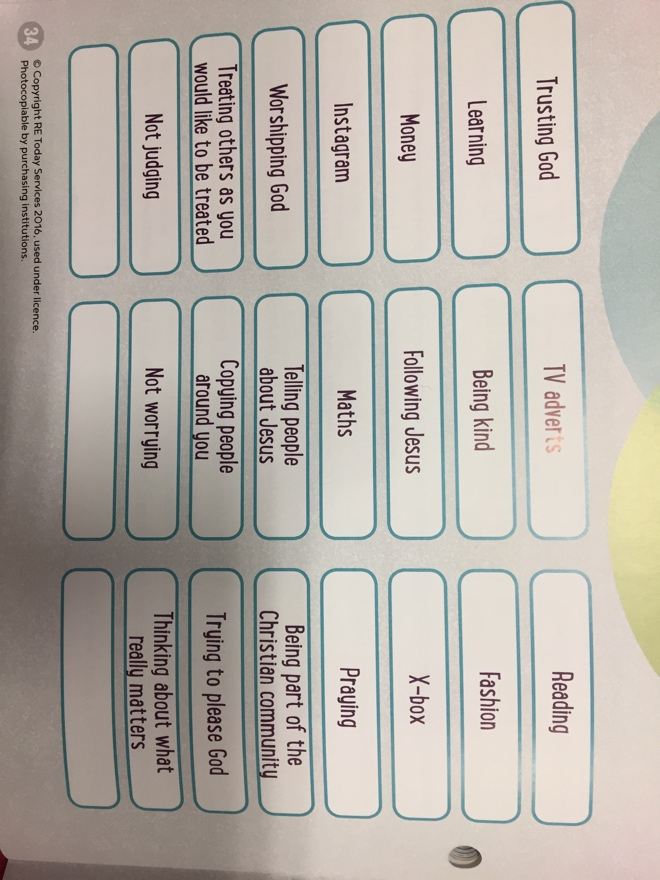 Trusting God
TV adverts
Reading
Learning
Being kind
Fashion
Money
Following Jesus
X-box
Instagram
Maths
Praying
Worshipping God
Telling people
about Jesus
Being part of the
Christian community
Treating others as you
would like to be treated
Copying people
around you
Trying to please God
Not judging
Not worrying
Thinking about what
really matters
34
© Copyright RE Today Services 2016, used under licence.
Photocopiable by purchasing institutions.